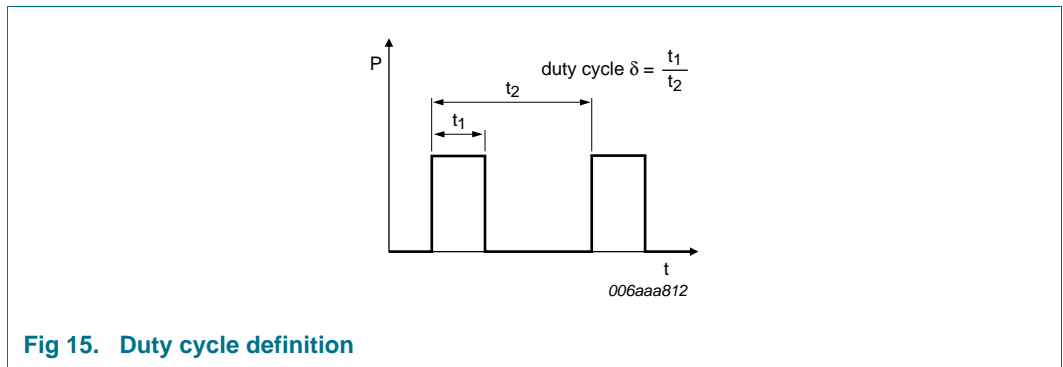 P
duty cycle δ = t1/t2
t2
t1
t
006aaa812
Fig 15. Duty cycle definition